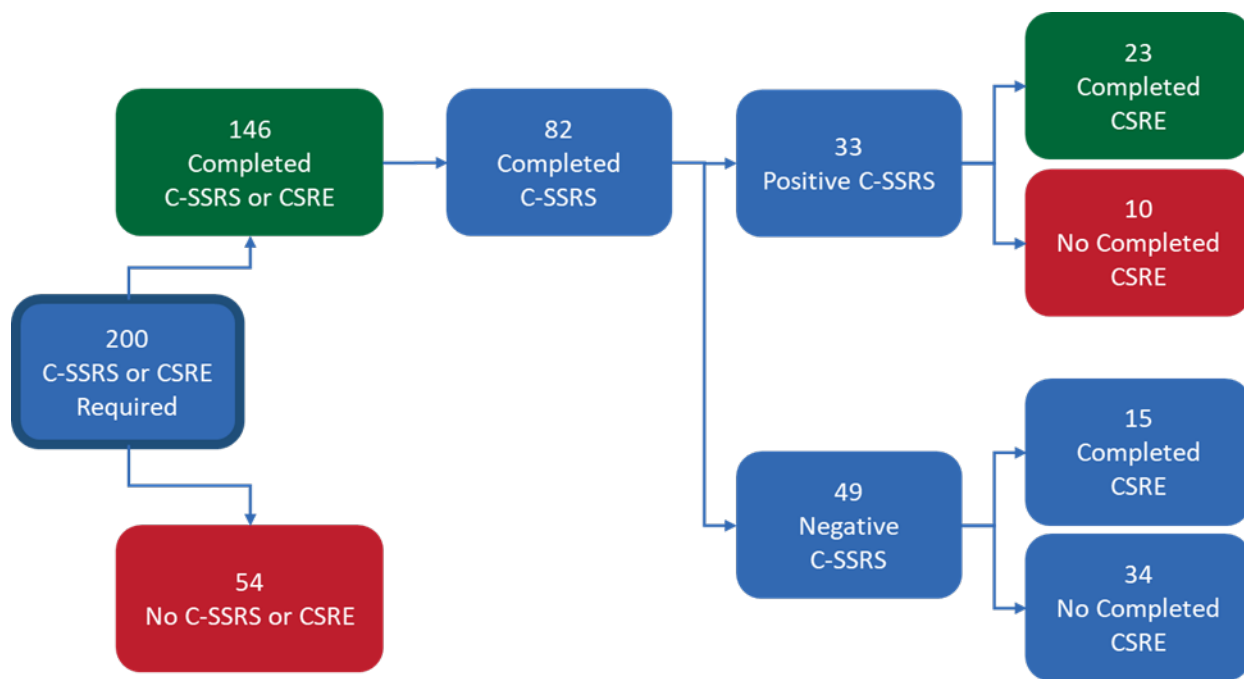 146
Completed
C-SSRS or CSRE
82
Completed
C-SSRS
33
Positive C-SSRS
23
Completed
CSRE
10
No Completed
CSRE
200
C-SSRS or CSRE
Required
54
No C-SSRS or CSRE
49
Negative
C-SSRS
15
Completed
CSRE
34
No Completed
CSRE